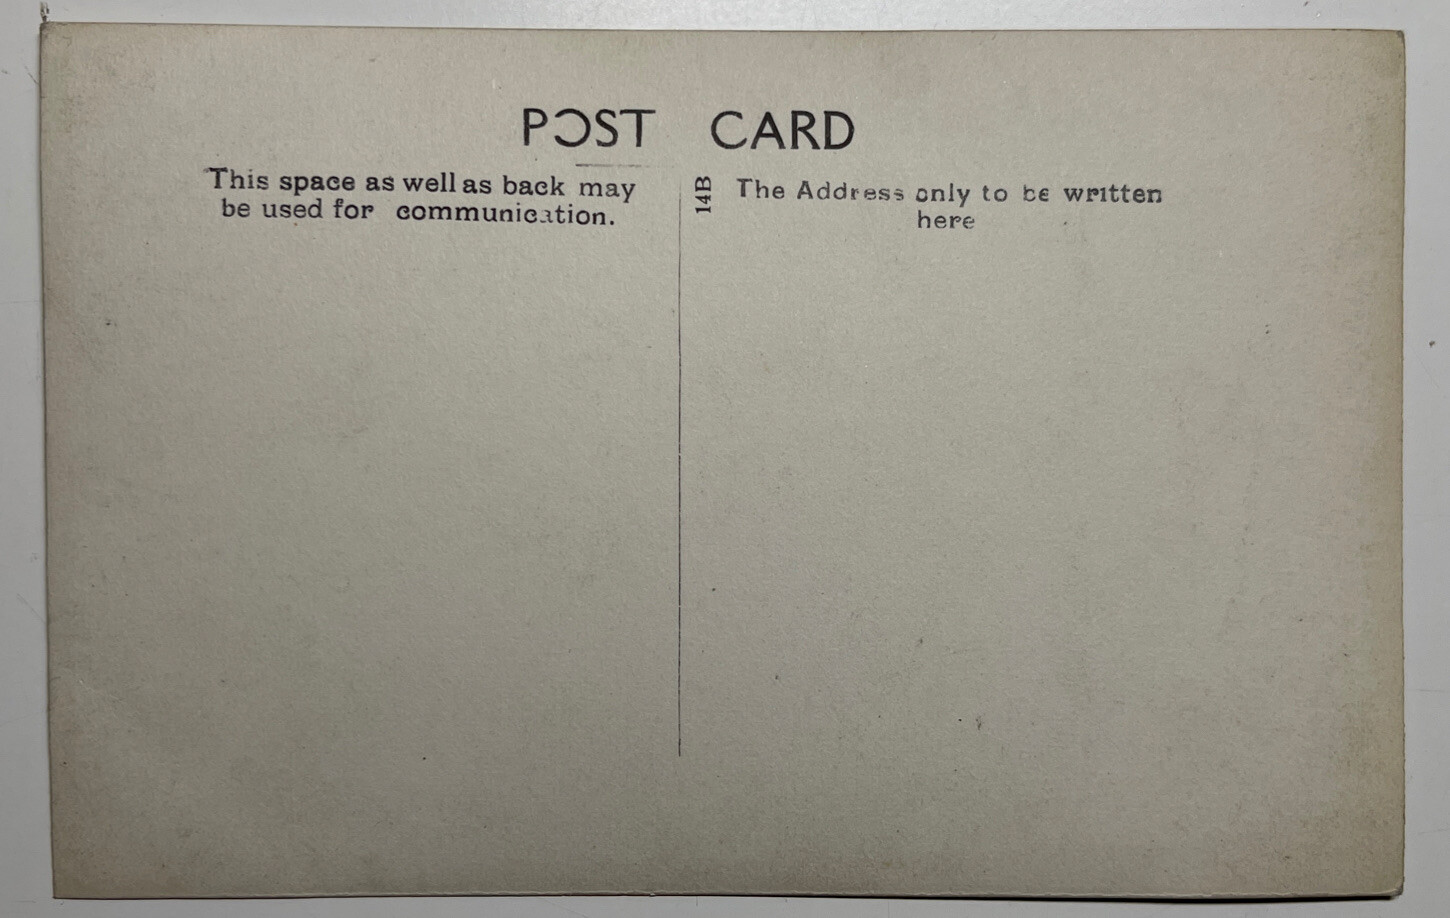 POST CARD
This space as well as back may
be used for communication.
14B
The Address only to be written
here